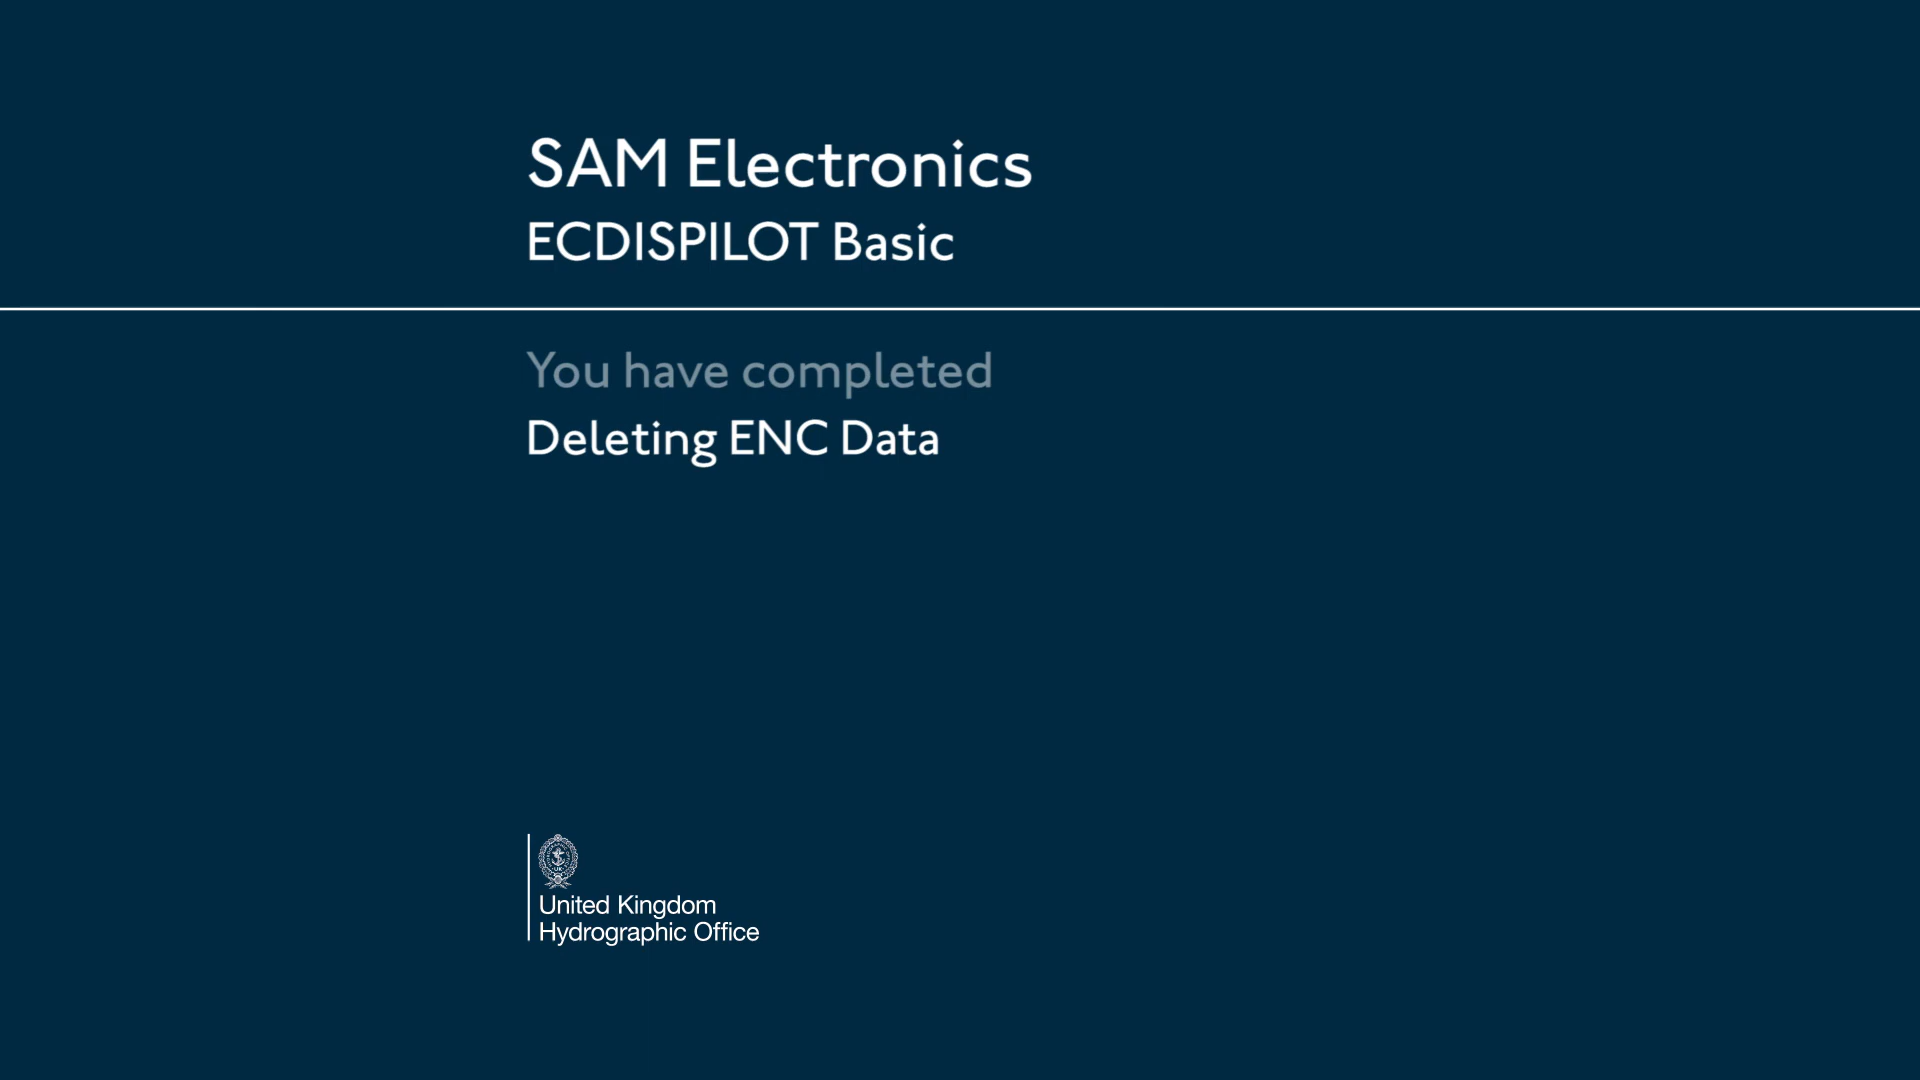 SAM Electronics
ECDISPILOT Basic
You have completed
Deleting ENC Data
United Kingdom
Hydrographic Office